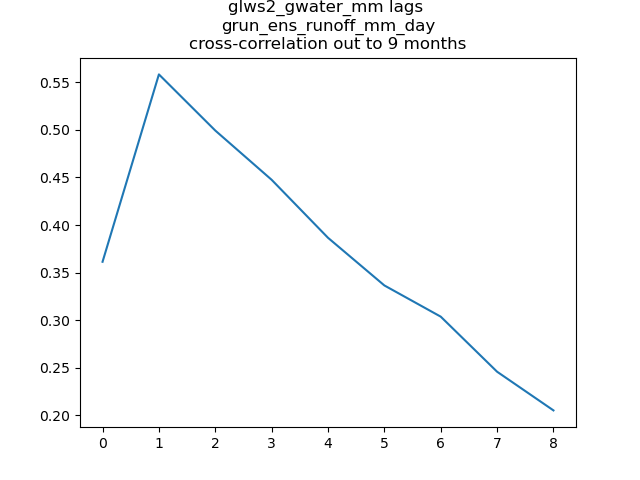 glws2_gwater_mm lags
grun_ens_runoff_mm_day
cross-correlation out to 9 months
0.55
0.50
0.45
0.40
0.35
0.30
0.25
0.20
0 1 2 3 4 5 6 7 8